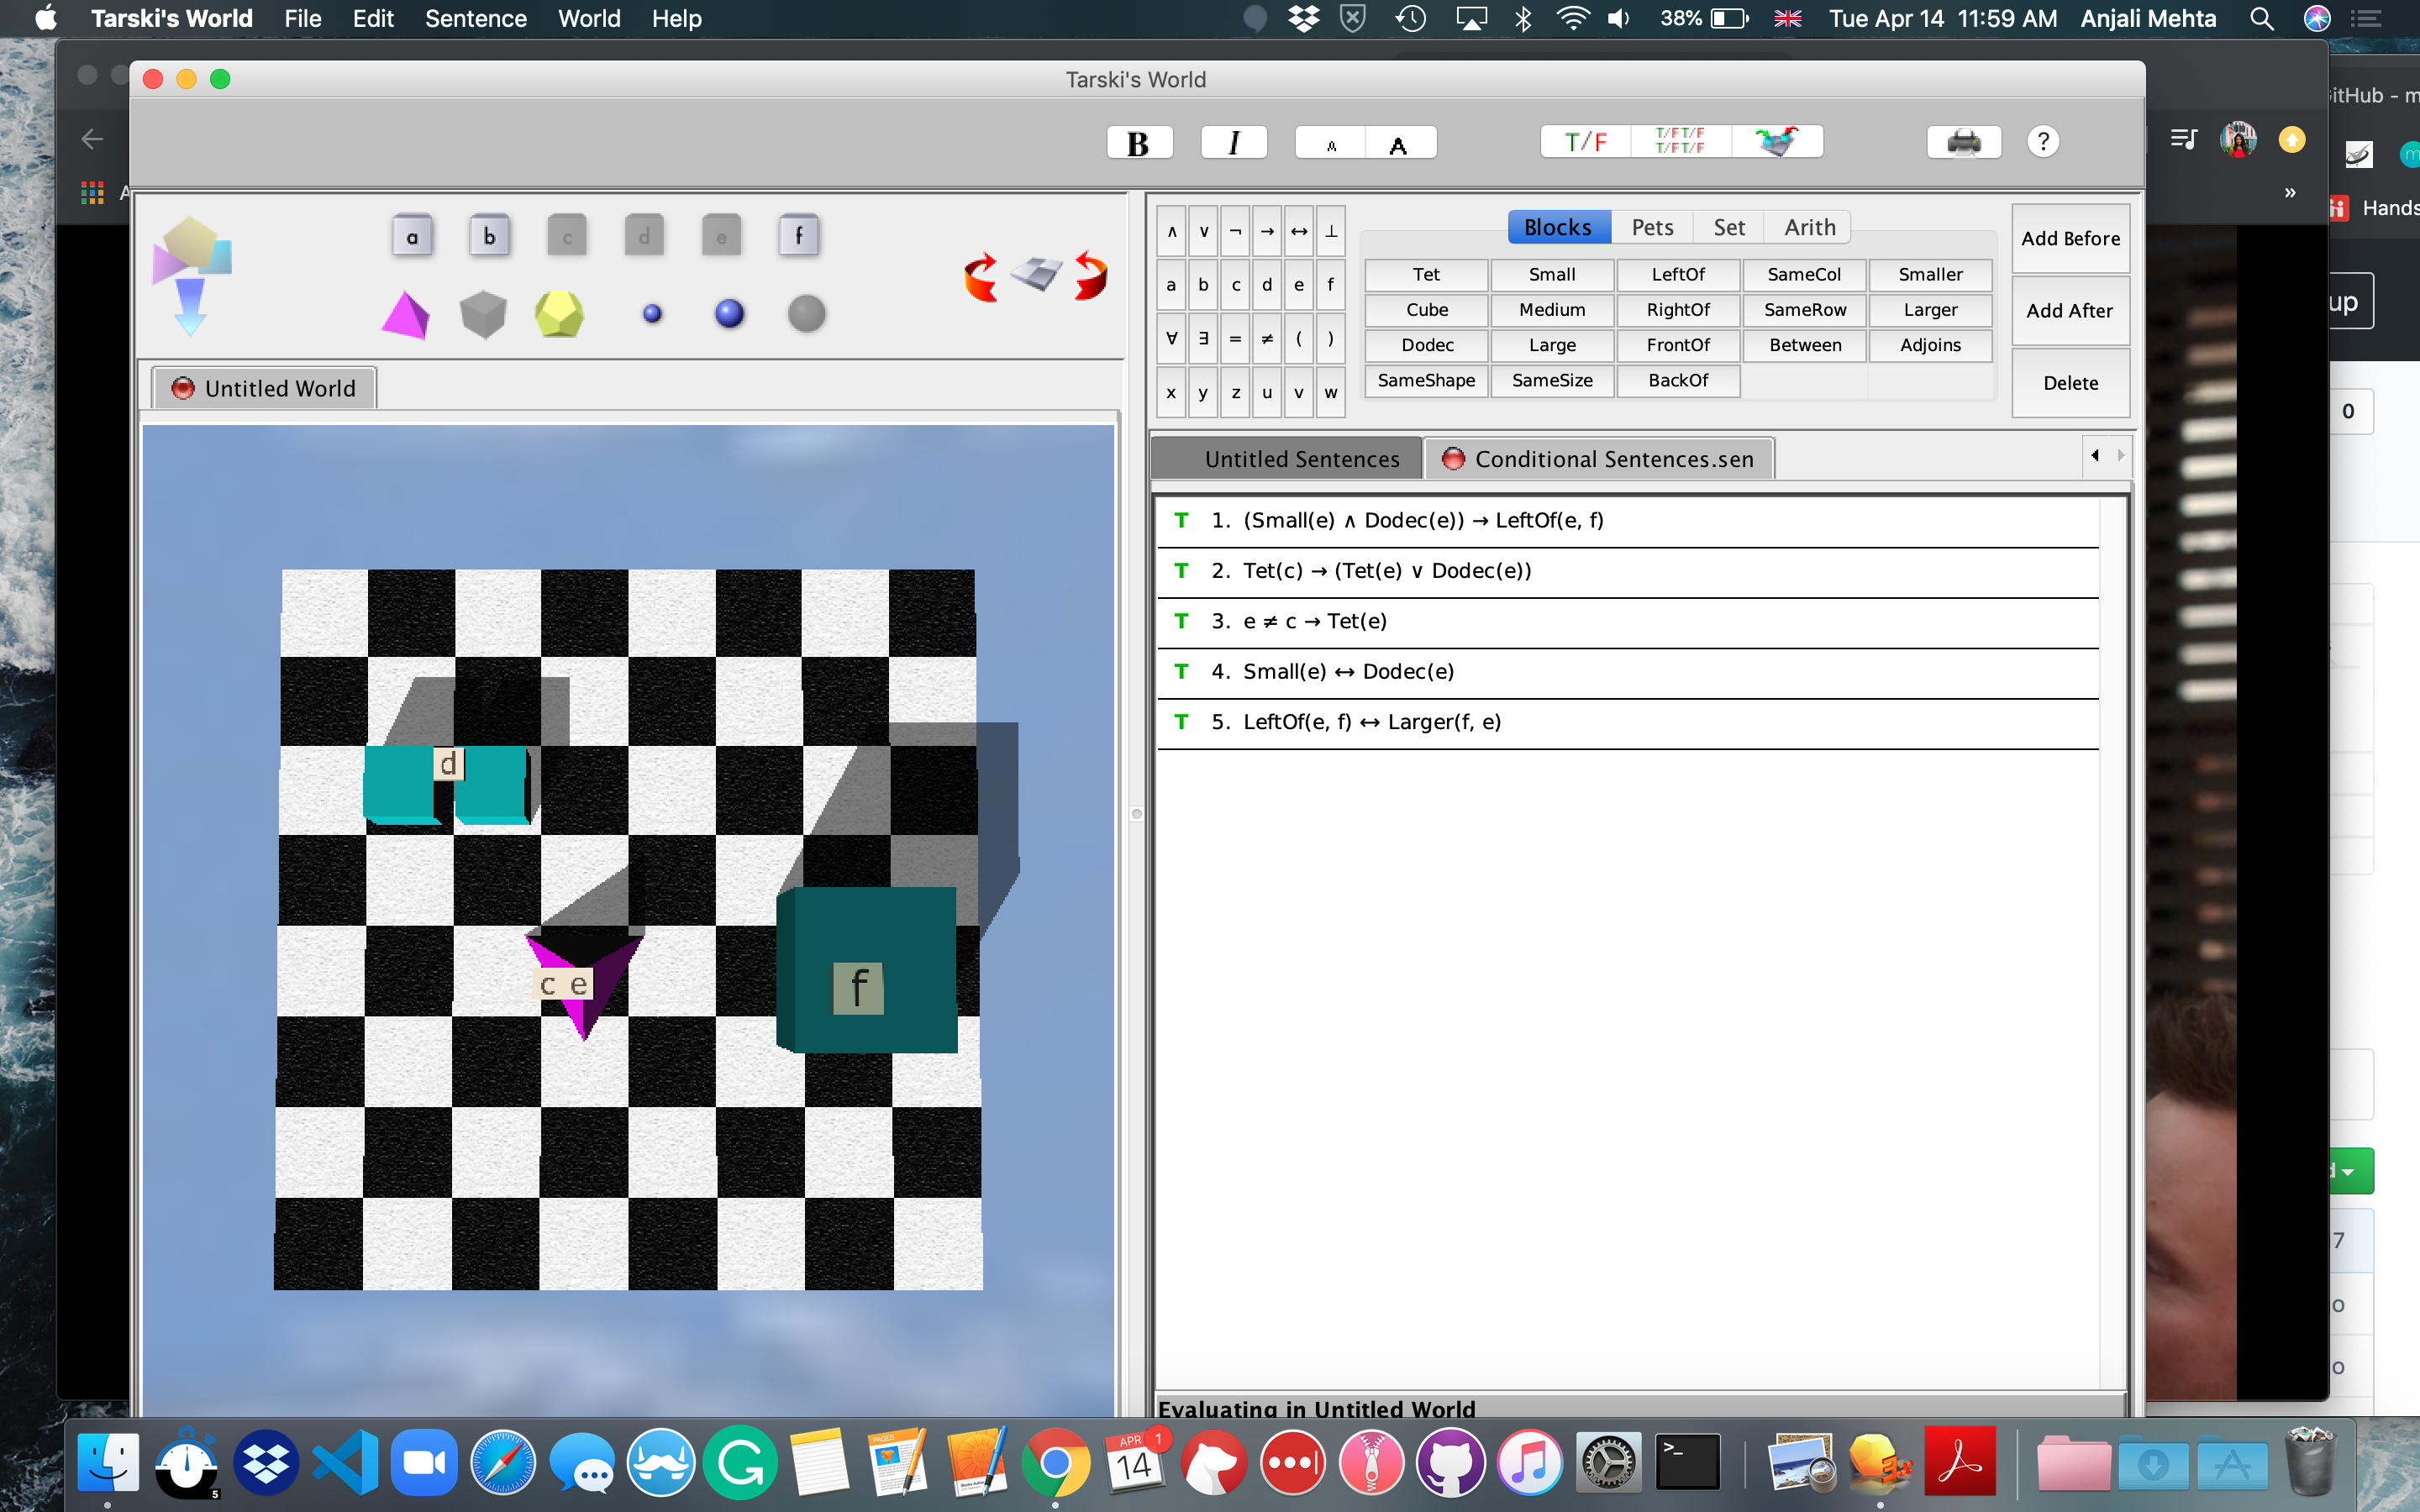 Tarski's World File Edit Sentence World Help 38% Tue Apr 14 11:59 AM Anjali Mehta
Tarski's World
itHub - m
B I A A T/F T/F T/F T/F T/F ?
A »
Hands
a b c d e f
∧ ∨ ¬ → ↔ ⊥
a b c d e f
∀ ∃ = ≠ ( )
x y z u v w
Blocks Pets Set Arith
Tet Small LeftOf SameCol Smaller
Cube Medium RightOf SameRow Larger
Dodec Large FrontOf Between Adjoins
SameShape SameSize BackOf
Add Before
Add After
Delete
up
0
Untitled World
Untitled Sentences Conditional Sentences.sen
T 1. (Small(e) ∧ Dodec(e)) → LeftOf(e, f)
T 2. Tet(c) → (Tet(e) ∨ Dodec(e))
T 3. e ≠ c → Tet(e)
T 4. Small(e) ↔ Dodec(e)
T 5. LeftOf(e, f) ↔ Larger(f, e)
d
c e
f
d
7
o
o
Evaluating in Untitled World
5
PAGES
APR 1
14
>_
3x